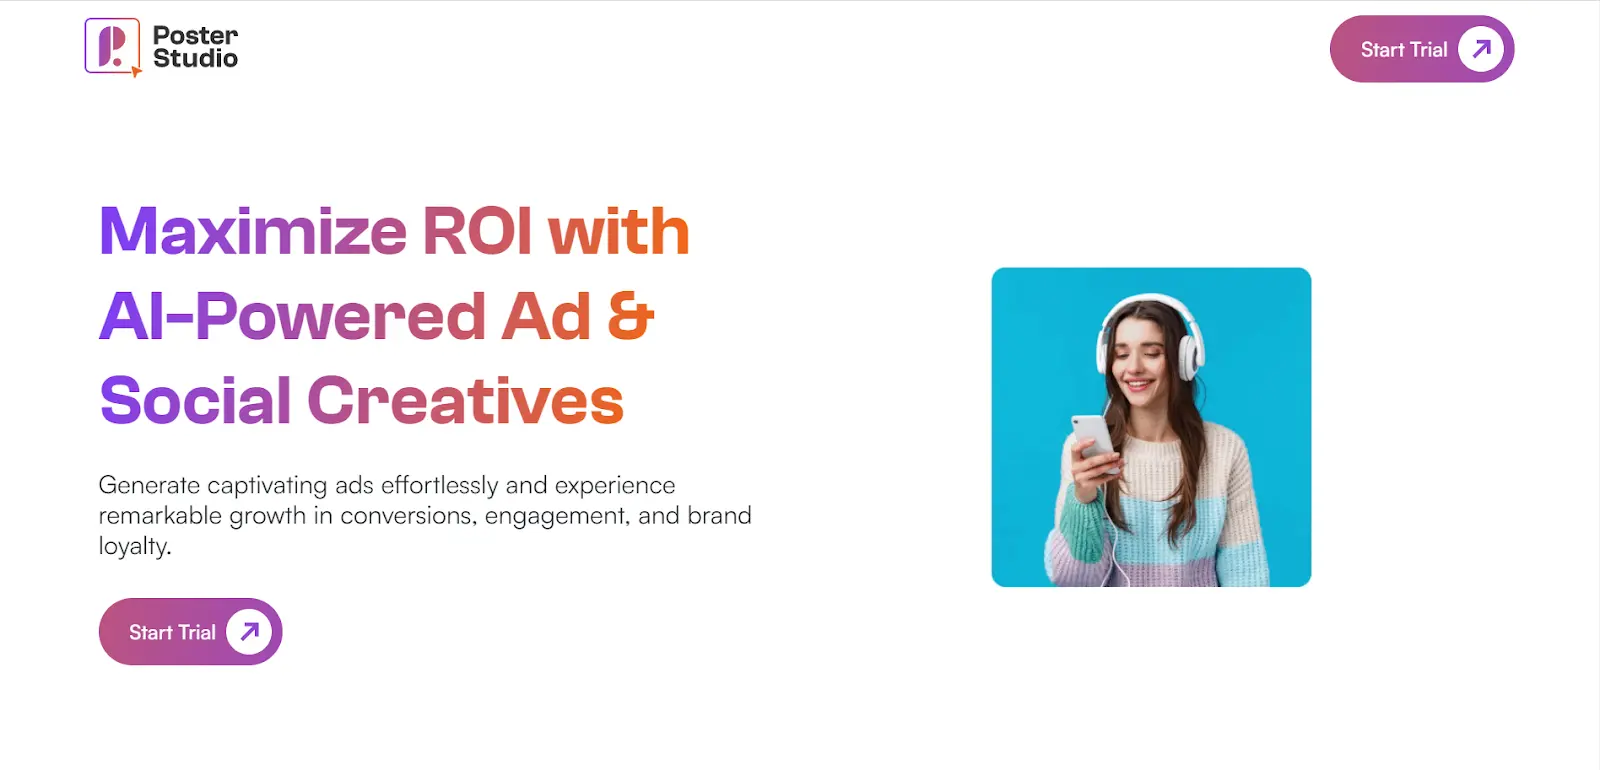 Poster
Studio
Start Trial
Maximize ROI with
AI-Powered Ad &
Social Creatives
Generate captivating ads effortlessly and experience
remarkable growth in conversions, engagement, and brand
loyalty.
Start Trial